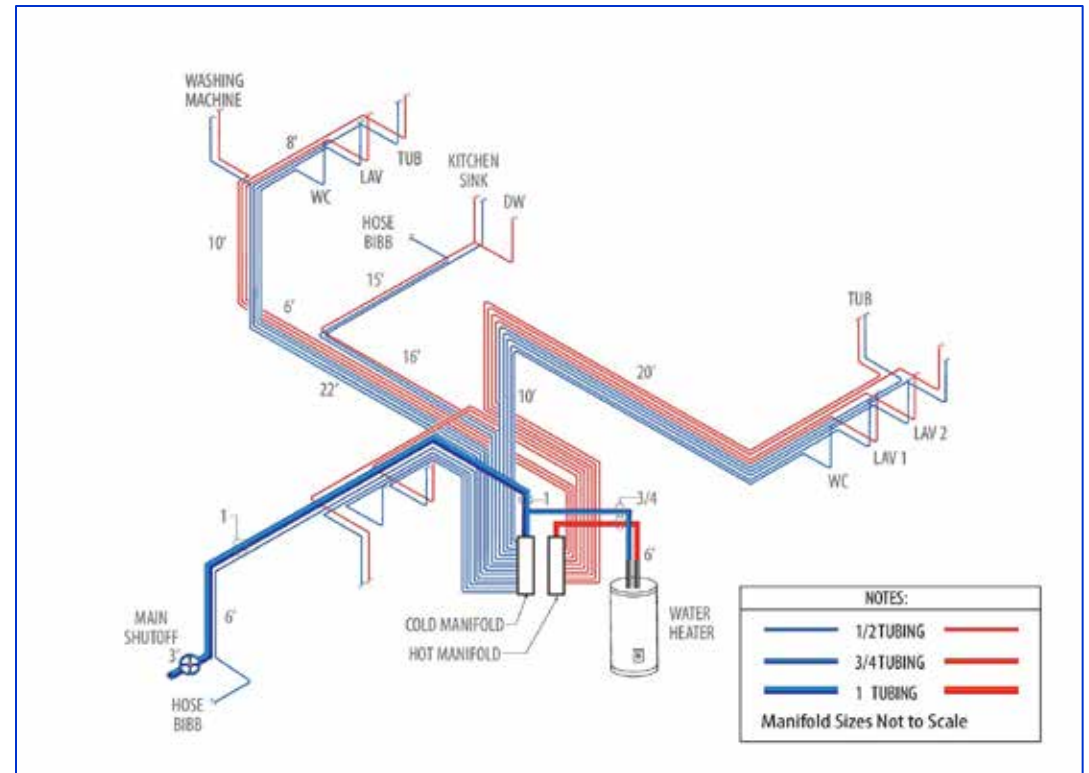 WASHING
MACHINE
8'
TUB
LAV
WC
KITCHEN
SINK
DW
HOSE
BIBB
10'
15'
6'
16'
22'
10'
20'
TUB
LAV 2
LAV 1
WC
1
1
3/4
6'
6'
MAIN
SHUTOFF
3'
HOSE
BIBB
COLD MANIFOLD
HOT MANIFOLD
WATER
HEATER
NOTES:
1/2 TUBING
3/4 TUBING
1 TUBING
Manifold Sizes Not to Scale